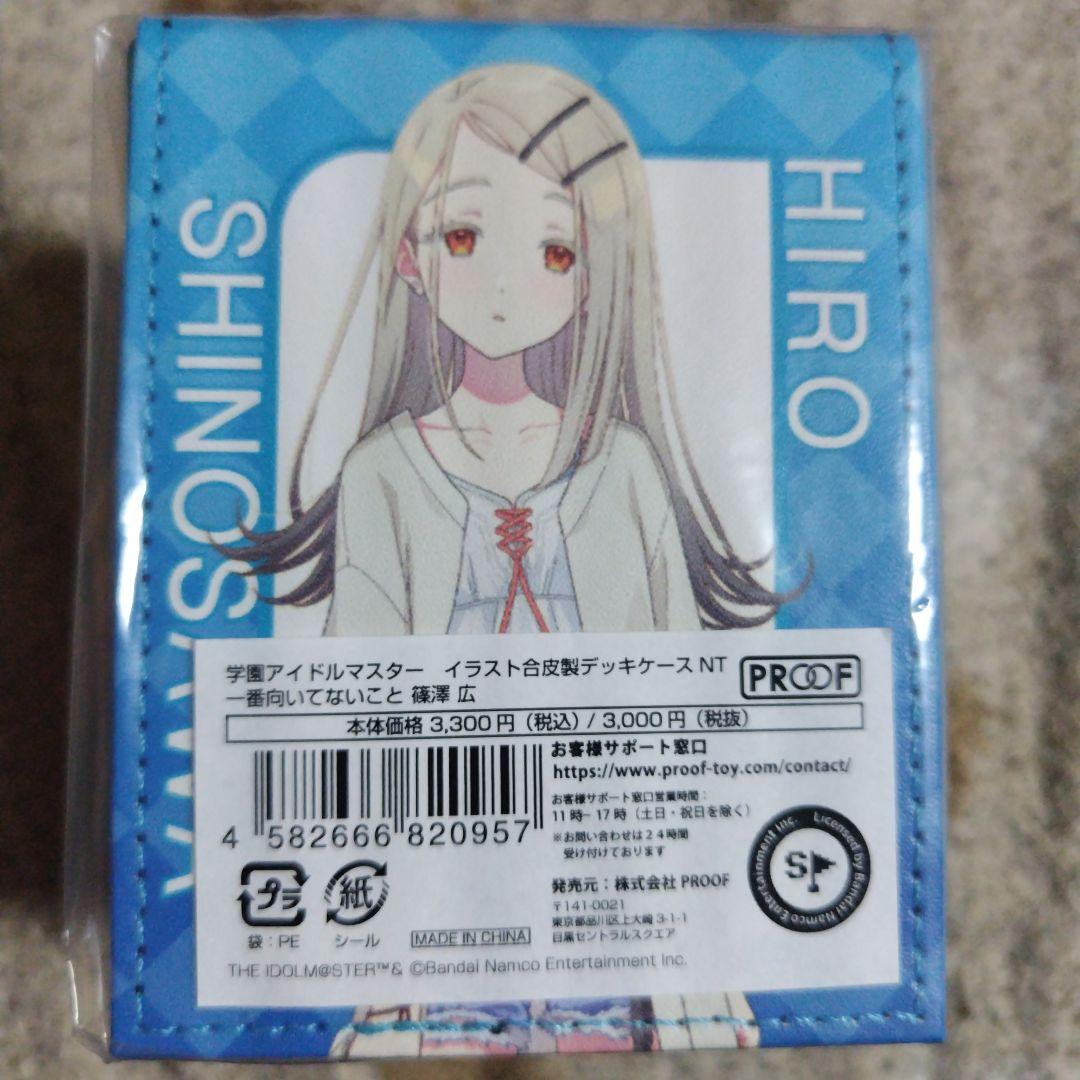 SHINOSAWA
HIRO
学園アイドルマスター　イラスト合皮製デッキケース NT
一番向いてないこと 篠澤 広
PROOF
本体価格 3,300円（税込）/ 3,000円（税抜）
4 582666 820957
お客様サポート窓口
https://www.proof-toy.com/contact/
お客様サポート窓口営業時間：
11時－17時（土日・祝日を除く）
※お問い合わせは２４時間
受け付けております
発売元：株式会社 PROOF
〒141-0021
東京都品川区上大崎 3-1-1
目黒セントラルスクエア
Licensed by Bandai Namco Entertainment Inc.
S
プラ
紙
袋：PE
シール
MADE IN CHINA
THE IDOLM@STER™& ©Bandai Namco Entertainment Inc.